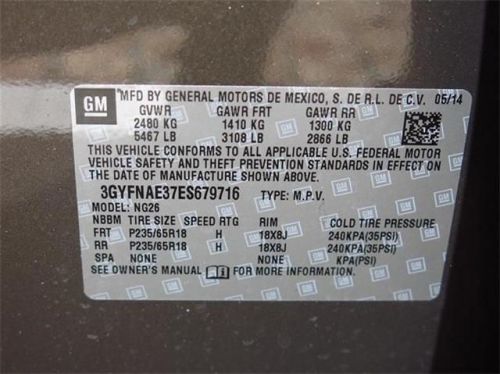 GM MFD BY GENERAL MOTORS DE MEXICO, S. DE R.L. DE C.V. 05/14
GVWR GAWR FRT GAWR RR
2480 KG 1410 KG 1300 KG
5467 LB 3108 LB 2866 LB
THIS VEHICLE CONFORMS TO ALL APPLICABLE U.S. FEDERAL MOTOR
VEHICLE SAFETY AND THEFT PREVENTION STANDARDS IN EFFECT ON
THE DATE OF MANUFACTURE SHOWN ABOVE.
3GYFNAE37ES679716 TYPE: M.P.V.
MODEL: NG26
NBBM TIRE SIZE SPEED RTG RIM COLD TIRE PRESSURE
FRT P235/65R18 H 18X8J 240KPA(35PSI)
RR P235/65R18 H 18X8J 240KPA(35PSI)
SPA NONE NONE KPA(PSI)
SEE OWNER'S MANUAL FOR MORE INFORMATION